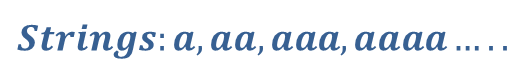 Strings: a, aa, aaa, aaaa ... . .